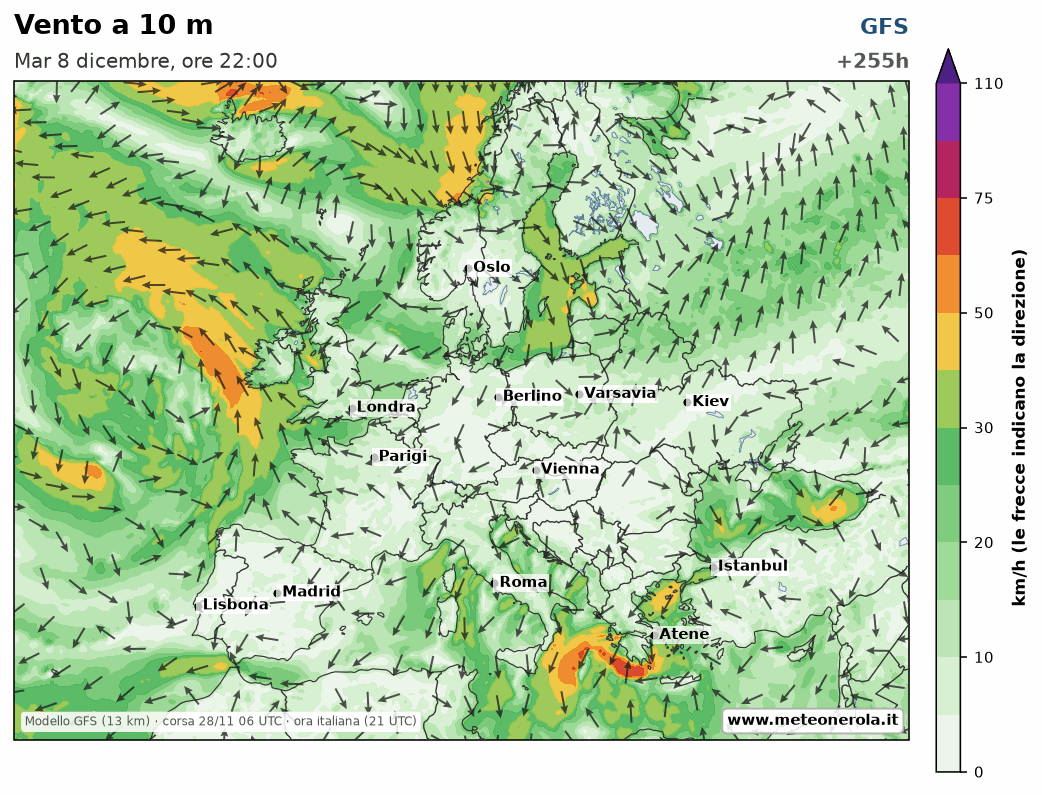 Vento a 10 m
GFS
Mar 8 dicembre, ore 22:00
+255h
110
75
50
30
20
10
0
km/h (le frecce indicano la direzione)
Oslo
Londra
Berlino
Varsavia
Kiev
Parigi
Vienna
Istanbul
Roma
Madrid
Lisbona
Atene
Modello GFS (13 km) · corsa 28/11 06 UTC · ora italiana (21 UTC)
www.meteonerola.it